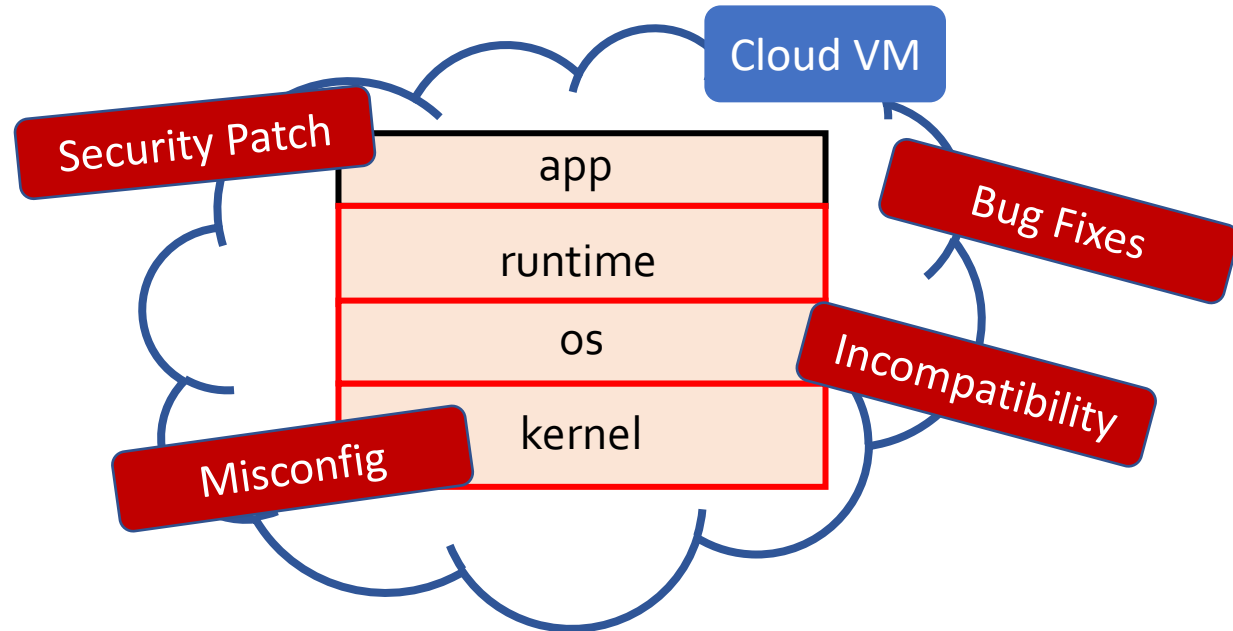 Cloud VM
Security Patch
app
Bug Fixes
runtime
os
Incompatibility
kernel
Misconfig